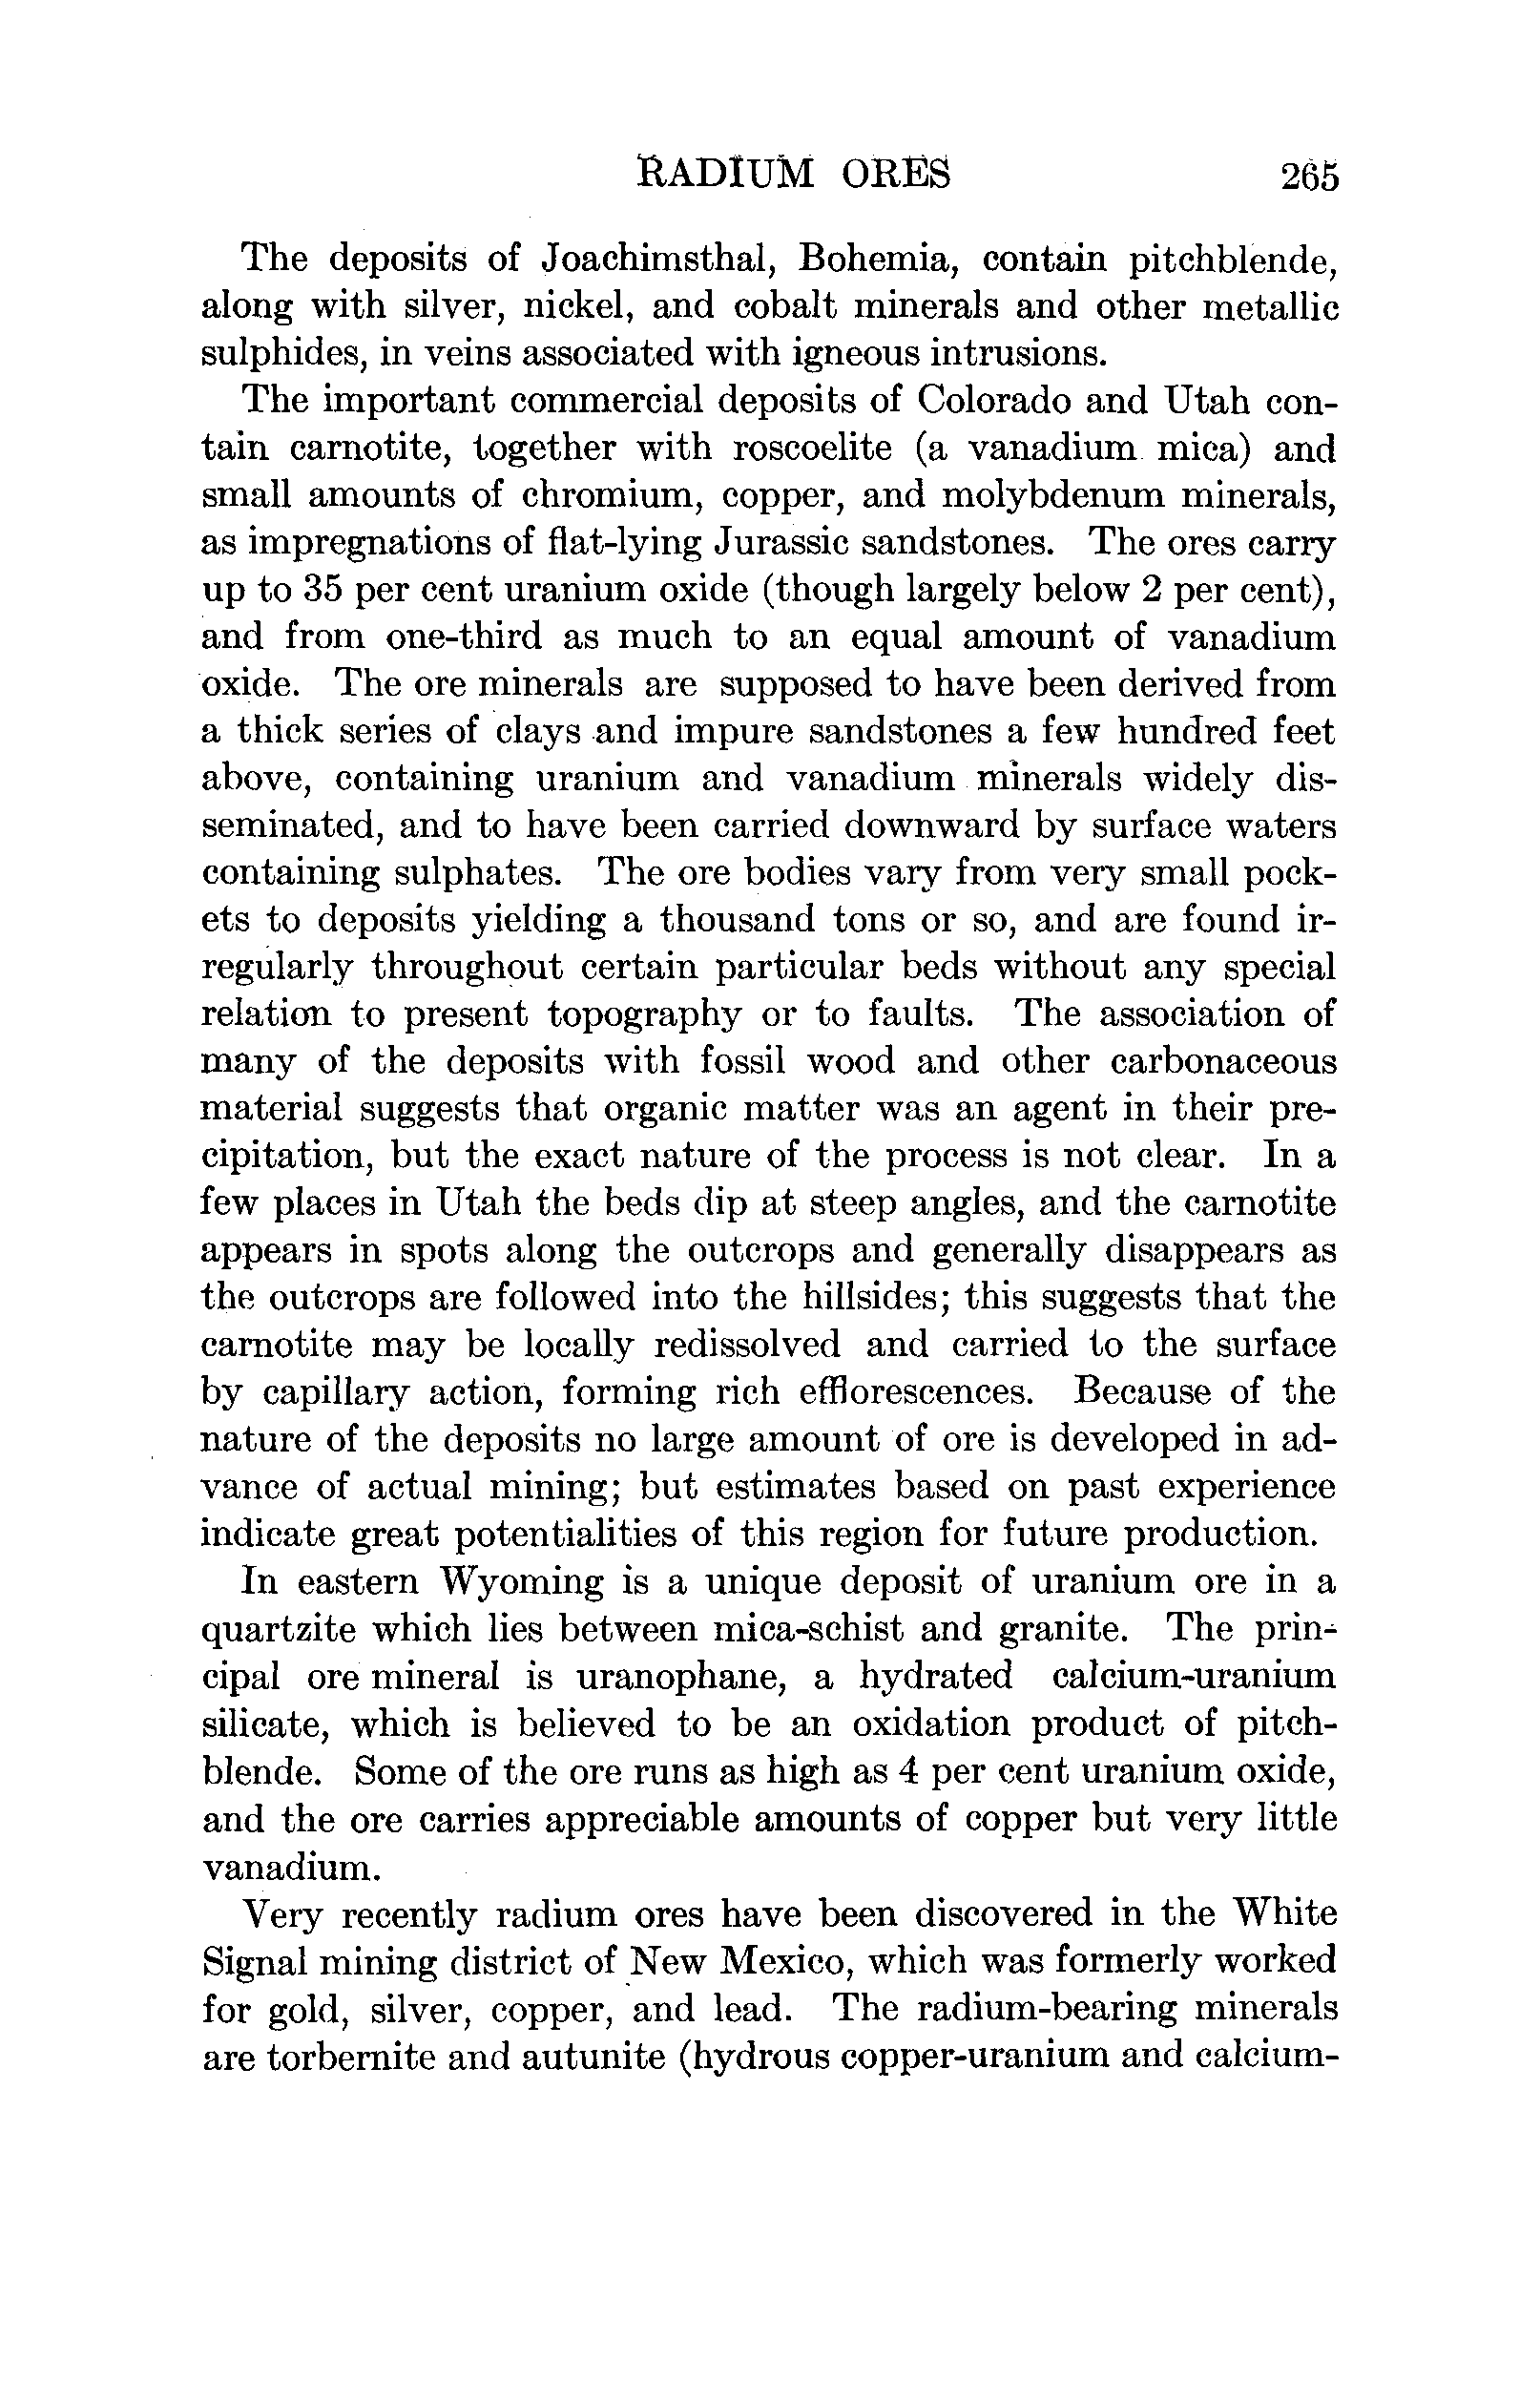 RADIUM ORES 265
The deposits of Joachimsthal, Bohemia, contain pitchblende,
along with silver, nickel, and cobalt minerals and other metallic
sulphides, in veins associated with igneous intrusions.
The important commercial deposits of Colorado and Utah con-
tain carnotite, together with roscoelite (a vanadium mica) and
small amounts of chromium, copper, and molybdenum minerals,
as impregnations of flat-lying Jurassic sandstones. The ores carry
up to 35 per cent uranium oxide (though largely below 2 per cent),
and from one-third as much to an equal amount of vanadium
oxide. The ore minerals are supposed to have been derived from
a thick series of clays and impure sandstones a few hundred feet
above, containing uranium and vanadium minerals widely dis-
seminated, and to have been carried downward by surface waters
containing sulphates. The ore bodies vary from very small pock-
ets to deposits yielding a thousand tons or so, and are found ir-
regularly throughout certain particular beds without any special
relation to present topography or to faults. The association of
many of the deposits with fossil wood and other carbonaceous
material suggests that organic matter was an agent in their pre-
cipitation, but the exact nature of the process is not clear. In a
few places in Utah the beds dip at steep angles, and the carnotite
appears in spots along the outcrops and generally disappears as
the outcrops are followed into the hillsides; this suggests that the
carnotite may be locally redissolved and carried to the surface
by capillary action, forming rich efflorescences. Because of the
nature of the deposits no large amount of ore is developed in ad-
vance of actual mining; but estimates based on past experience
indicate great potentialities of this region for future production.
In eastern Wyoming is a unique deposit of uranium ore in a
quartzite which lies between mica-schist and granite. The prin-
cipal ore mineral is uranophane, a hydrated calcium-uranium
silicate, which is believed to be an oxidation product of pitch-
blende. Some of the ore runs as high as 4 per cent uranium oxide,
and the ore carries appreciable amounts of copper but very little
vanadium.
Very recently radium ores have been discovered in the White
Signal mining district of New Mexico, which was formerly worked
for gold, silver, copper, and lead. The radium-bearing minerals
are torbernite and autunite (hydrous copper-uranium and calcium-